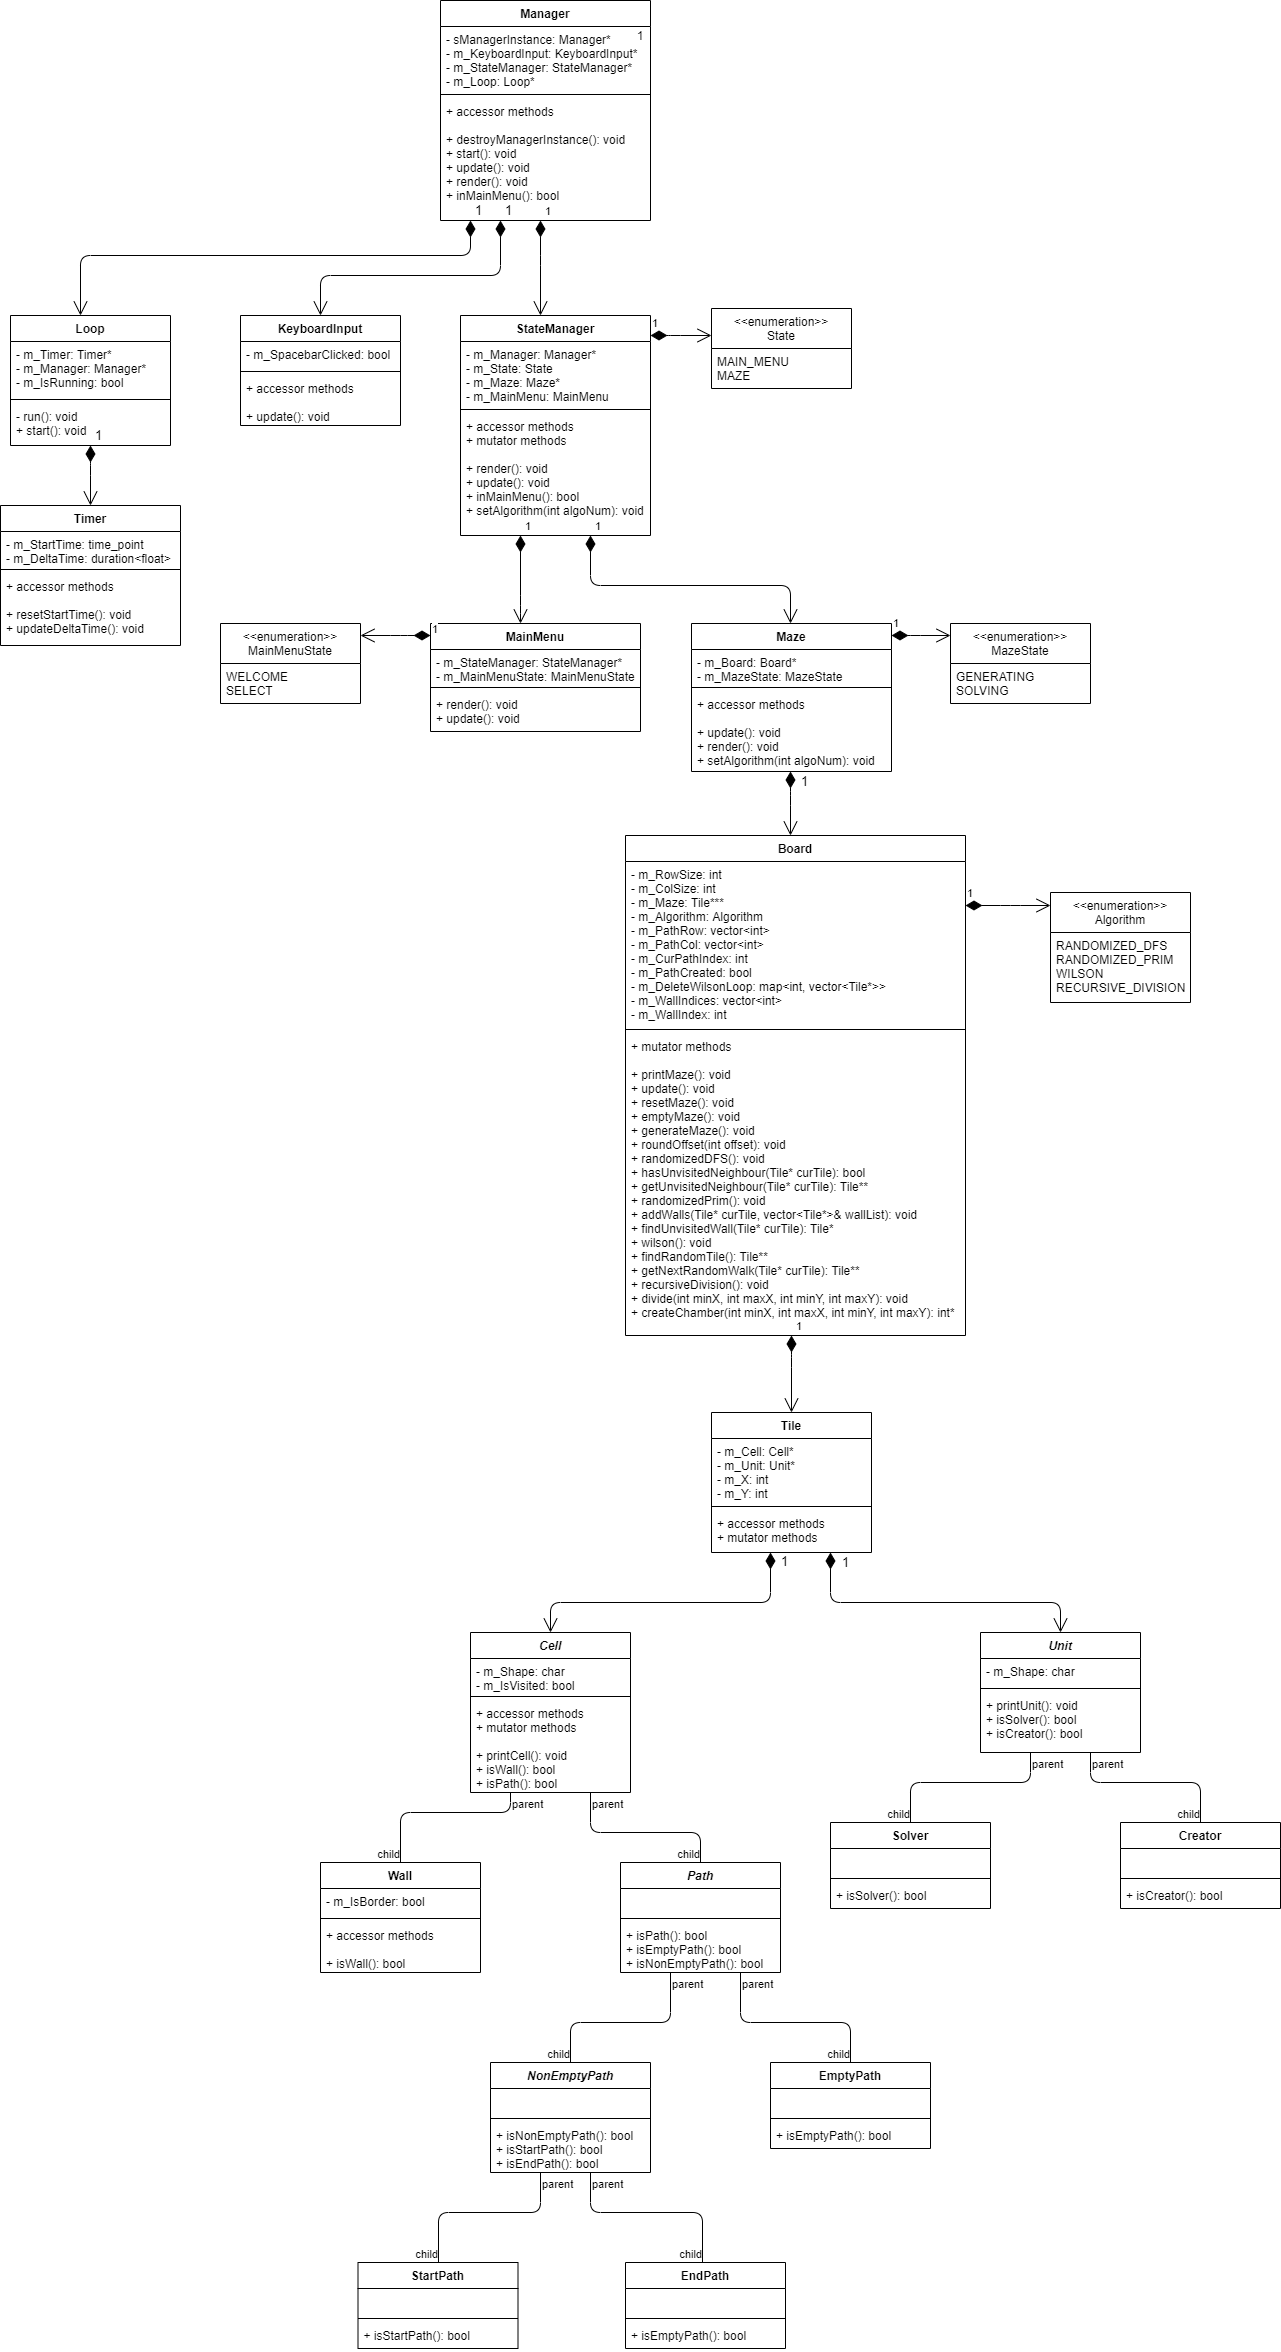 Manager
- sManagerInstance: Manager*
1
- m_KeyboardInput: KeyboardInput*
- m_StateManager: StateManager*
- m_Loop: Loop*
+ accessor methods
+ destroyManagerInstance(): void
+ start(): void
+ update(): void
+ render(): void
+ inMainMenu(): bool
1
1
1
Loop
- m_Timer: Timer*
- m_Manager: Manager*
- m_IsRunning: bool
- run(): void
+ start(): void
1
KeyboardInput
- m_SpacebarClicked: bool
+ accessor methods
+ update(): void
StateManager
- m_Manager: Manager*
- m_State: State
- m_Maze: Maze*
- m_MainMenu: MainMenu
+ accessor methods
+ mutator methods
+ render(): void
+ update(): void
+ inMainMenu(): bool
+ setAlgorithm(int algoNum): void
1
1
1
<<enumeration>>
State
MAIN_MENU
MAZE
Timer
- m_StartTime: time_point
- m_DeltaTime: duration<float>
+ accessor methods
+ resetStartTime(): void
+ updateDeltaTime(): void
<<enumeration>>
MainMenuState
WELCOME
SELECT
1
MainMenu
- m_StateManager: StateManager*
- m_MainMenuState: MainMenuState
+ render(): void
+ update(): void
Maze
- m_Board: Board*
- m_MazeState: MazeState
+ accessor methods
+ update(): void
+ render(): void
+ setAlgorithm(int algoNum): void
1
1
<<enumeration>>
MazeState
GENERATING
SOLVING
Board
- m_RowSize: int
- m_ColSize: int
- m_Maze: Tile***
- m_Algorithm: Algorithm
- m_PathRow: vector<int>
- m_PathCol: vector<int>
- m_CurPathIndex: int
- m_PathCreated: bool
- m_DeleteWilsonLoop: map<int, vector<Tile*>>
- m_WallIndices: vector<int>
- m_WallIndex: int
+ mutator methods
+ printMaze(): void
+ update(): void
+ resetMaze(): void
+ emptyMaze(): void
+ generateMaze(): void
+ roundOffset(int offset): void
+ randomizedDFS(): void
+ hasUnvisitedNeighbour(Tile* curTile): bool
+ getUnvisitedNeighbour(Tile* curTile): Tile**
+ randomizedPrim(): void
+ addWalls(Tile* curTile, vector<Tile*>& wallList): void
+ findUnvisitedWall(Tile* curTile): Tile*
+ wilson(): void
+ findRandomTile(): Tile**
+ getNextRandomWalk(Tile* curTile): Tile**
+ recursiveDivision(): void
+ divide(int minX, int maxX, int minY, int maxY): void
+ createChamber(int minX, int maxX, int minY, int maxY): int*
1
1
<<enumeration>>
Algorithm
RANDOMIZED_DFS
RANDOMIZED_PRIM
WILSON
RECURSIVE_DIVISION
Tile
- m_Cell: Cell*
- m_Unit: Unit*
- m_X: int
- m_Y: int
+ accessor methods
+ mutator methods
1
1
Cell
- m_Shape: char
- m_IsVisited: bool
+ accessor methods
+ mutator methods
+ printCell(): void
+ isWall(): bool
+ isPath(): bool
parent
parent
Unit
- m_Shape: char
+ printUnit(): void
+ isSolver(): bool
+ isCreator(): bool
parent
parent
child
Solver
+ isSolver(): bool
child
Creator
+ isCreator(): bool
child
Wall
- m_IsBorder: bool
+ accessor methods
+ isWall(): bool
child
Path
+ isPath(): bool
+ isEmptyPath(): bool
+ isNonEmptyPath(): bool
parent
parent
child
NonEmptyPath
+ isNonEmptyPath(): bool
+ isStartPath(): bool
+ isEndPath(): bool
parent
parent
child
EmptyPath
+ isEmptyPath(): bool
child
StartPath
+ isStartPath(): bool
child
EndPath
+ isEmptyPath(): bool